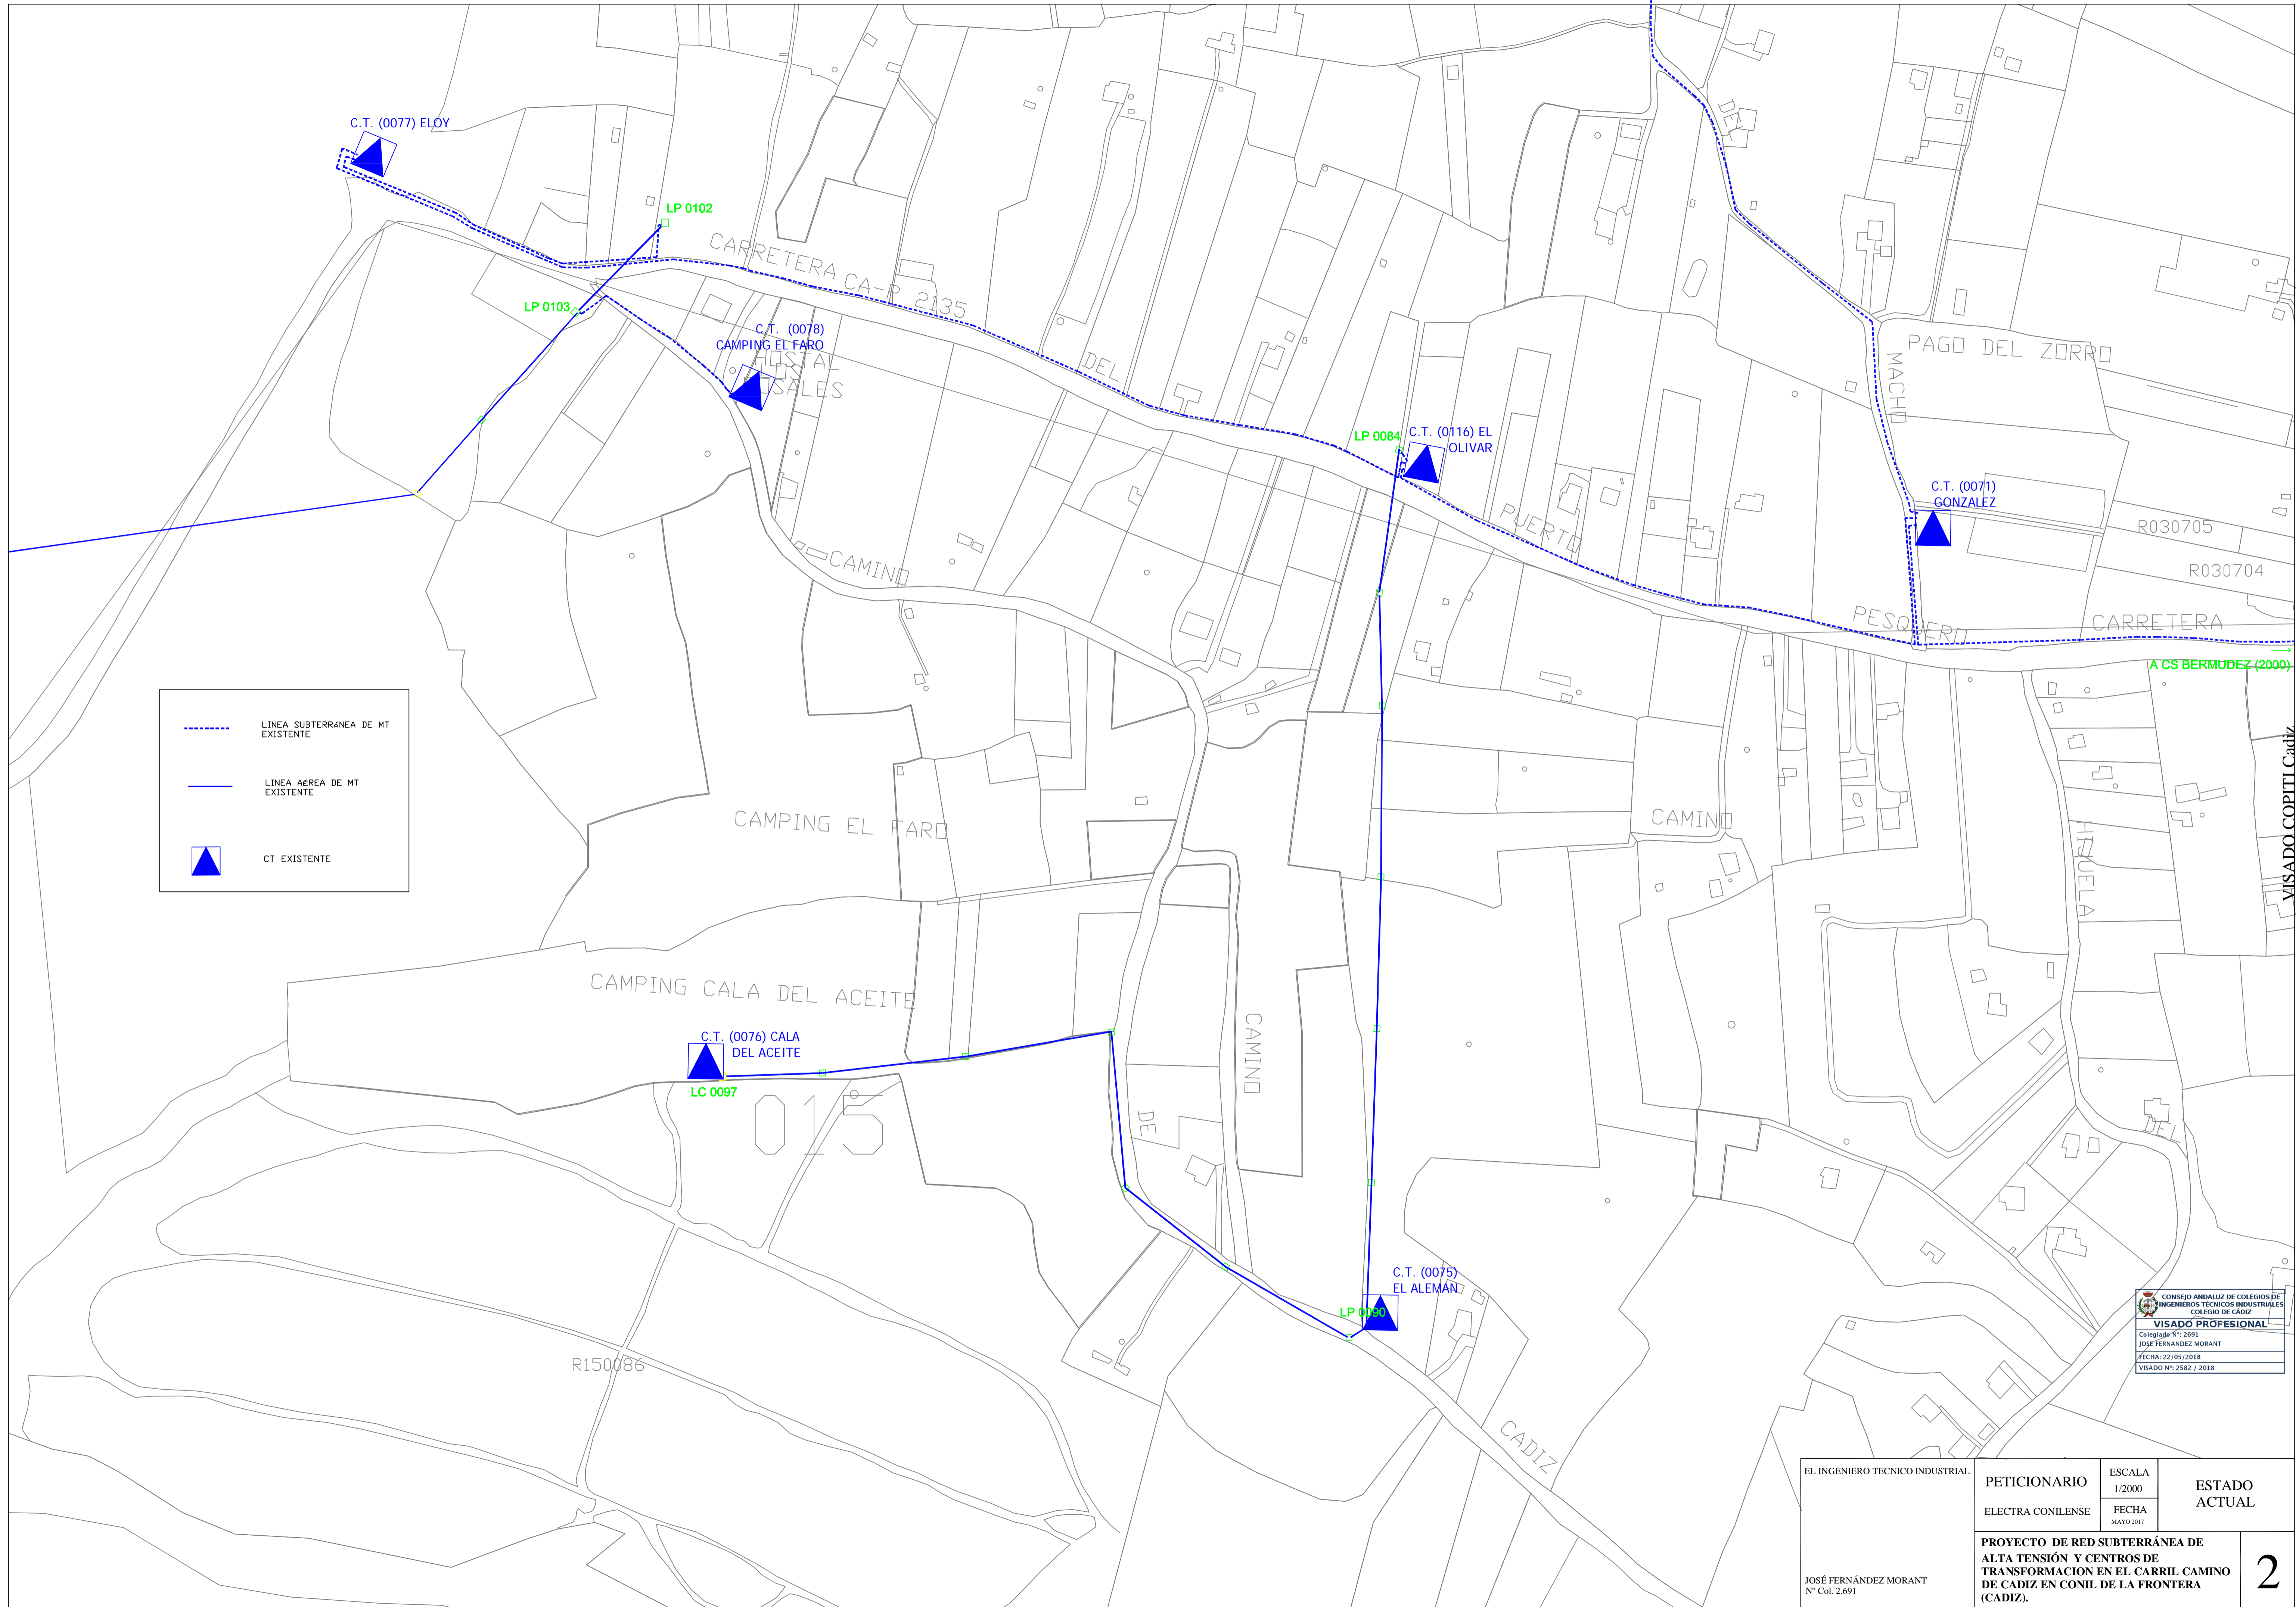 C.T. (0077) ELOY
LP 0102
CARRETERA CA-P 2135
DEL
LP 0103
C.T. (0078)
CAMPING EL FARO
HOSTAL
ROSALES
DEL
MACHO
PAGO DEL ZORRO
LP 0084
C.T. (0116) EL
OLIVAR
PUERTO
C.T. (0071)
GONZALEZ
R030705
R030704
CAMINO
PESQUERO
CARRETERA
A CS BERMUDEZ (2000)
LINEA SUBTERRÁNEA DE MT
EXISTENTE
LINEA AÉREA DE MT
EXISTENTE
CT EXISTENTE
CAMPING EL FARO
CAMINO
HIJUELA
VISADO COPITI Cadiz
CAMPING CALA DEL ACEITE
C.T. (0076) CALA
DEL ACEITE
LC 0097
015
CAMINO
DE
DEL
C.T. (0075)
EL ALEMAN
LP 0090
R150086
CADIZ
CONSEJO ANDALUZ DE COLEGIOS DE
INGENIEROS TÉCNICOS INDUSTRIALES
COLEGIO DE CÁDIZ
VISADO PROFESIONAL
Colegiado Nº: 2691
JOSE FERNANDEZ MORANT
FECHA: 22/05/2018
VISADO Nº: 2582 / 2018
EL INGENIERO TECNICO INDUSTRIAL
JOSÉ FERNÁNDEZ MORANT
Nº Col. 2.691
PETICIONARIO
ELECTRA CONILENSE
ESCALA
1/2000
FECHA
MAYO 2017
ESTADO
ACTUAL
PROYECTO DE RED SUBTERRÁNEA DE
ALTA TENSIÓN Y CENTROS DE
TRANSFORMACION EN EL CARRIL CAMINO
DE CADIZ EN CONIL DE LA FRONTERA
(CADIZ).
2